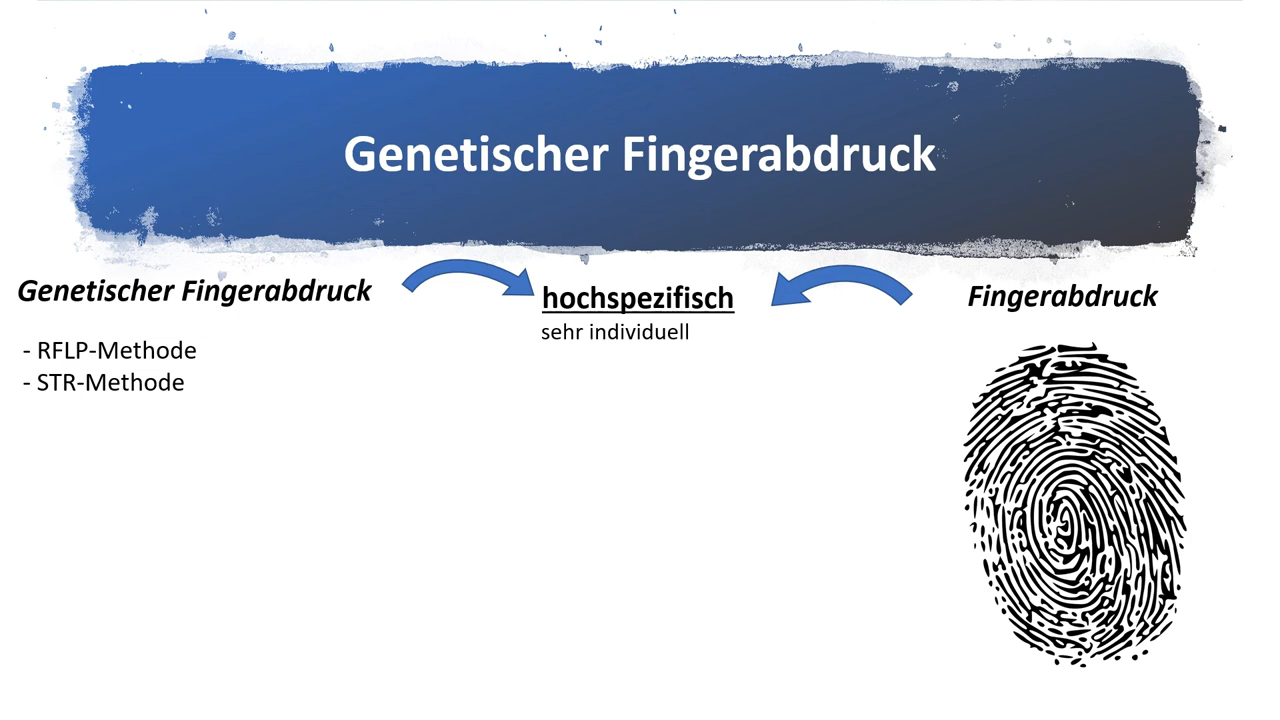 Genetischer Fingerabdruck
Genetischer Fingerabdruck
- RFLP-Methode
- STR-Methode
hochspezifisch
sehr individuell
Fingerabdruck